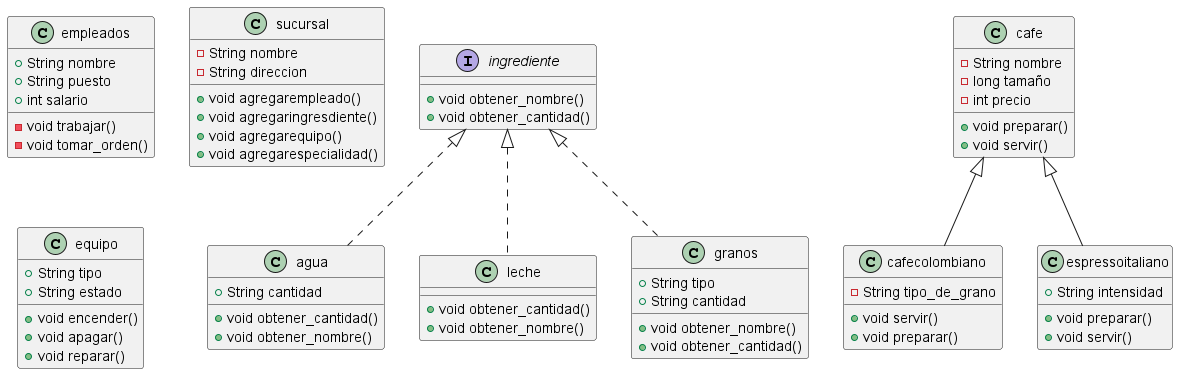 C empleados
String nombre
String puesto
int salario
void trabajar()
void tomar_orden()
C sucursal
String nombre
String direccion
void agregarempleado()
void agregaringresdiente()
void agregarequipo()
void agregarespecialidad()
I ingrediente
void obtener_nombre()
void obtener_cantidad()
C cafe
String nombre
long tamaño
int precio
void preparar()
void servir()
C equipo
String tipo
String estado
void encender()
void apagar()
void reparar()
C agua
String cantidad
void obtener_cantidad()
void obtener_nombre()
C leche
void obtener_cantidad()
void obtener_nombre()
C granos
String tipo
String cantidad
void obtener_nombre()
void obtener_cantidad()
C cafecolombiano
String tipo_de_grano
void servir()
void preparar()
C espressoitaliano
String intensidad
void preparar()
void servir()